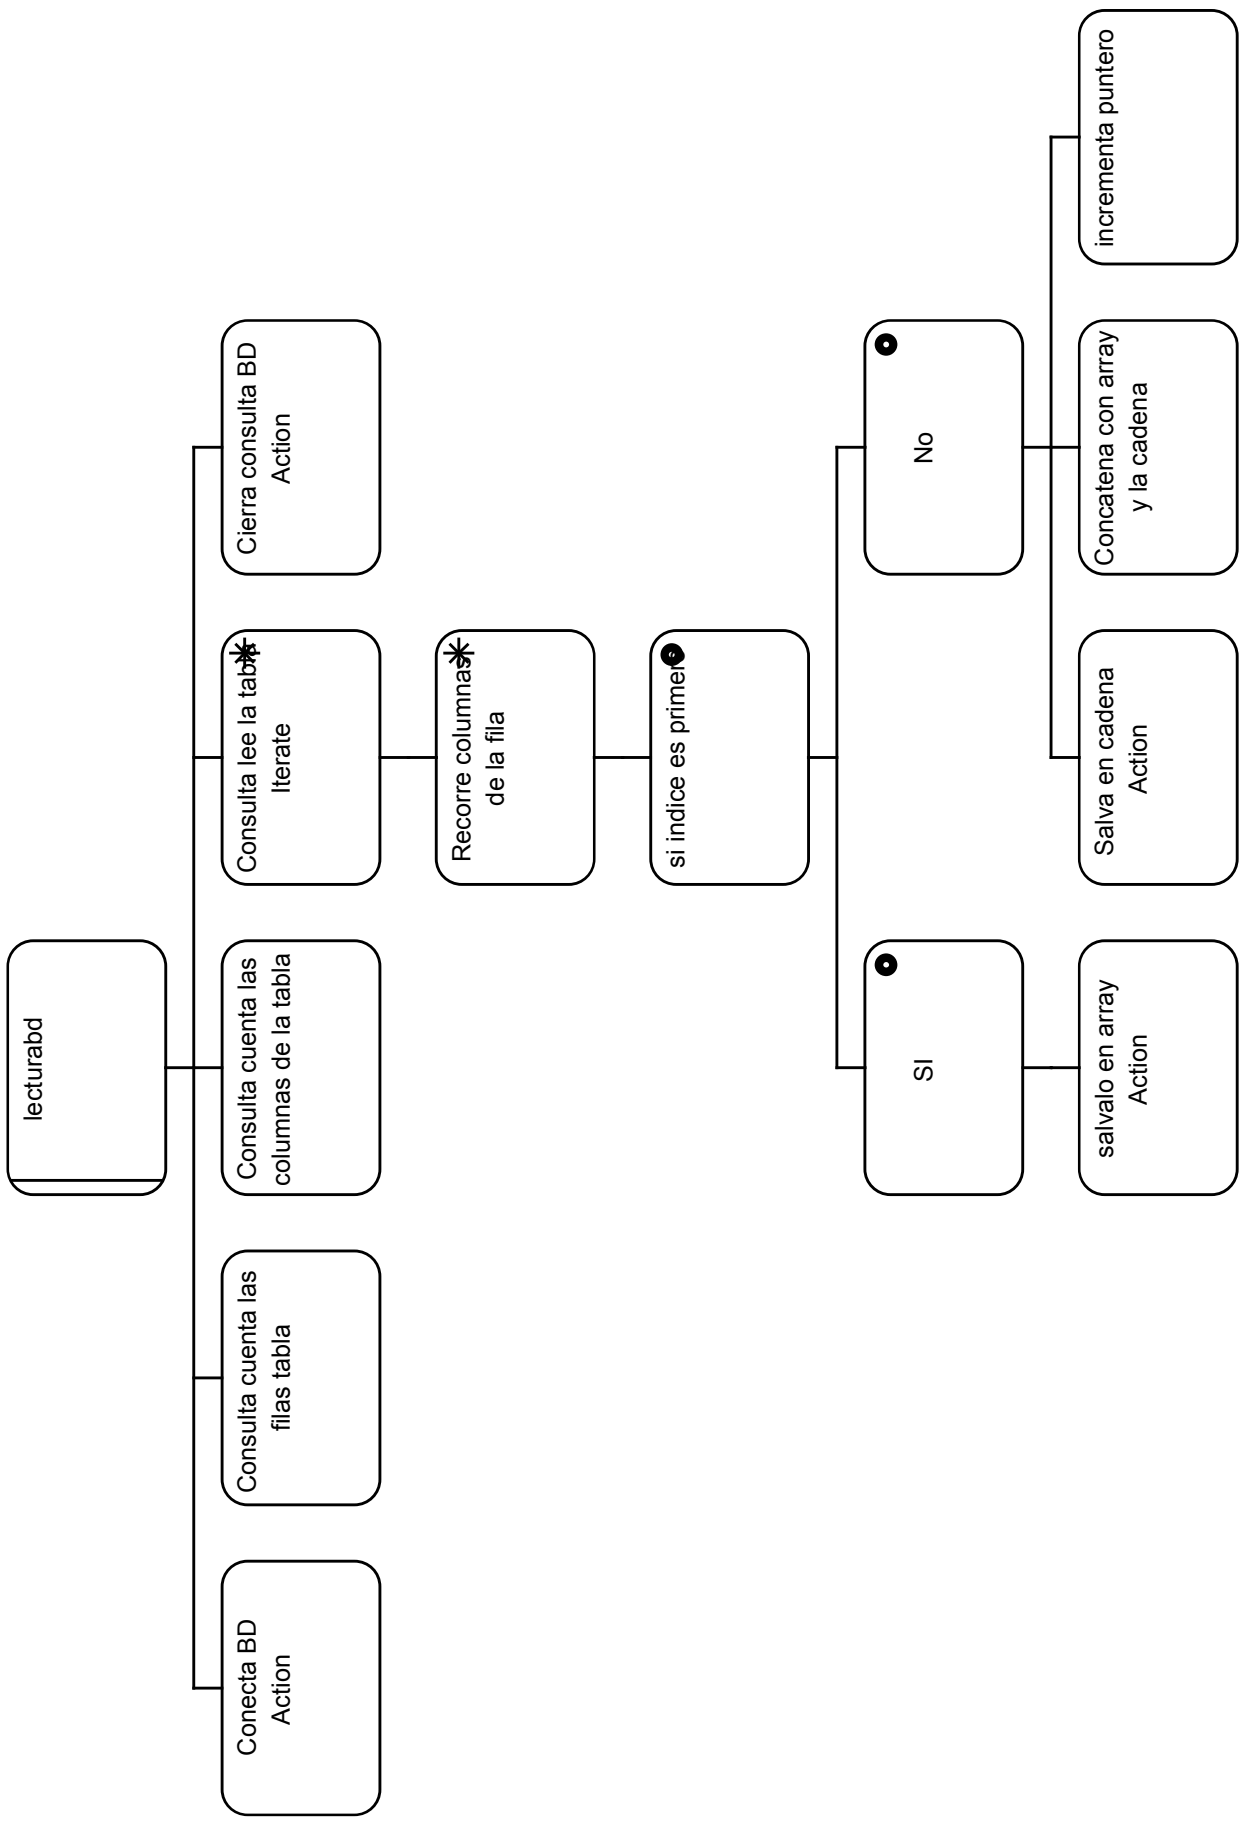 lecturabd
Conecta BD
Action
Consulta cuenta las
filas tabla
Consulta cuenta las
columnas de la tabla
Consulta lee la tabla
Iterate
Cierra consulta BD
Action
Recorre columnas
de la fila
si indice es primero
SI
No
salvalo en array
Action
Salva en cadena
Action
Concatena con array
y la cadena
incrementa puntero